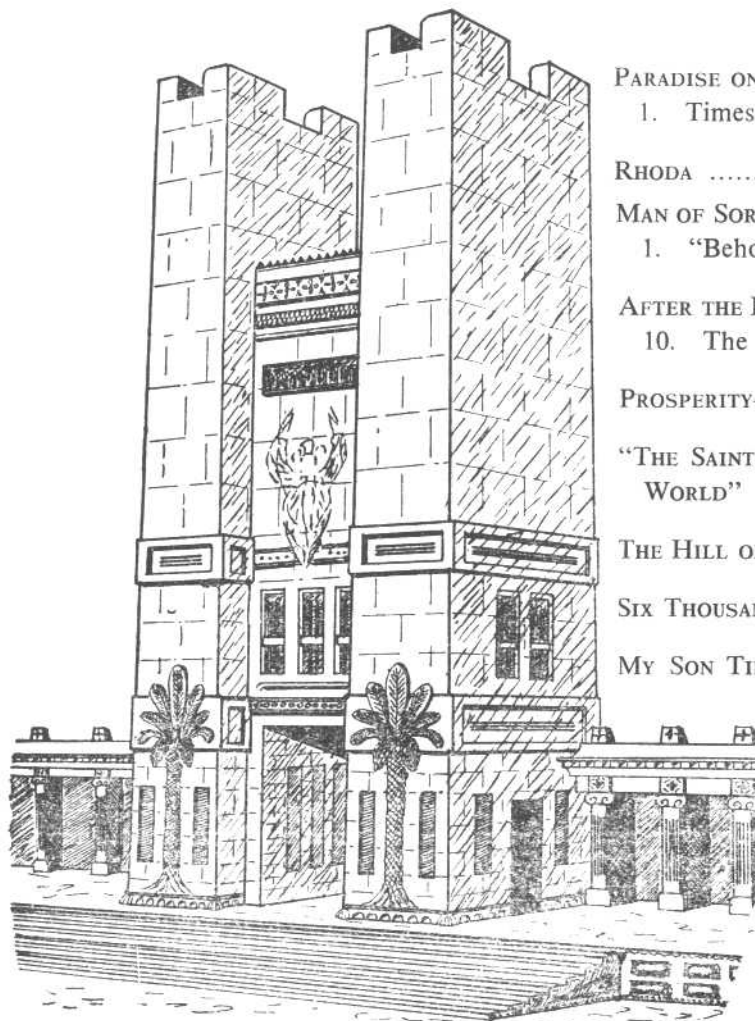 PARADISE ON
1. Times
RHODA ......
MAN OF SOR
1. “Beho
AFTER THE
10. The
PROSPERITY-
“THE SAINT
WORLD”
THE HILL O
SIX THOUSA
MY SON TI